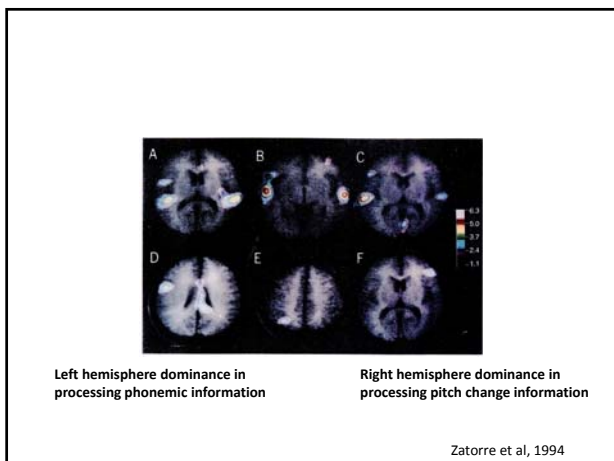 A B C
6.3
5.0
3.7
2.4
1.1
D E F
Left hemisphere dominance in
processing phonemic information
Right hemisphere dominance in
processing pitch change information
Zatorre et al, 1994